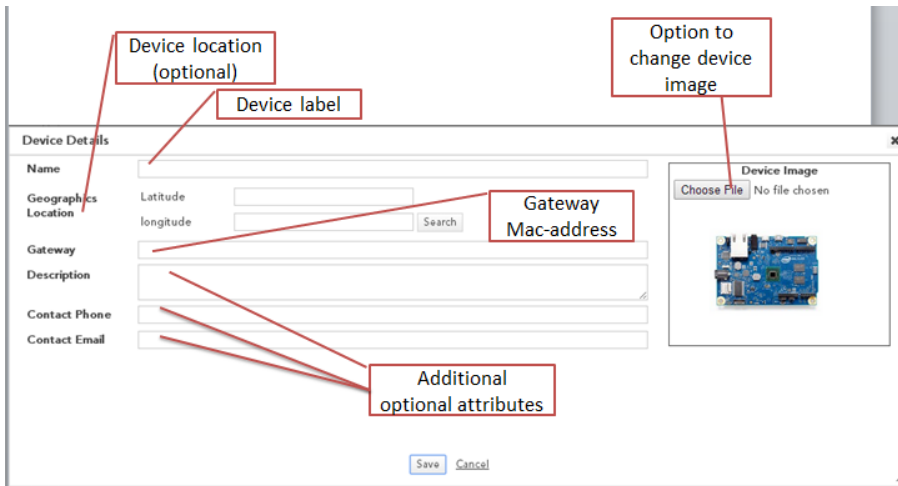 Device location
(optional)
Option to
change device
image
Device label
Device Details
Name
Device Image
Choose File No file chosen
Geographics
Location
Latitude
longitude
Search
Gateway
Mac-address
Gateway
Description
Contact Phone
Contact Email
Additional
optional attributes
Save Cancel